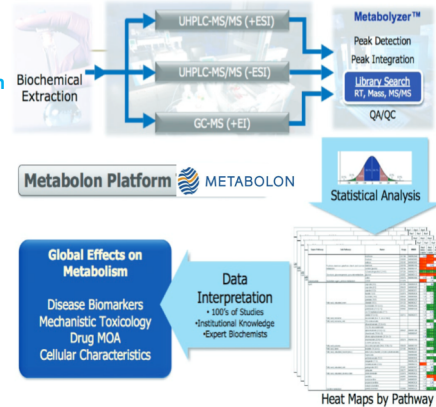 UHPLC-MS/MS (+ESI)
Metabolyzer™
Peak Detection
Peak Integration
UHPLC-MS/MS (-ESI)
Library Search
RT, Mass, MS/MS
n
Biochemical
Extraction
GC-MS (+EI)
QA/QC
Metabolon Platform
METABOLON
Statistical Analysis
Global Effects on
Metabolism
Disease Biomarkers
Mechanistic Toxicology
Drug MOA
Cellular Characteristics
Data
Interpretation
• 100's of Studies
•Institutional Knowledge
•Expert Biochemists
Heat Maps by Pathway